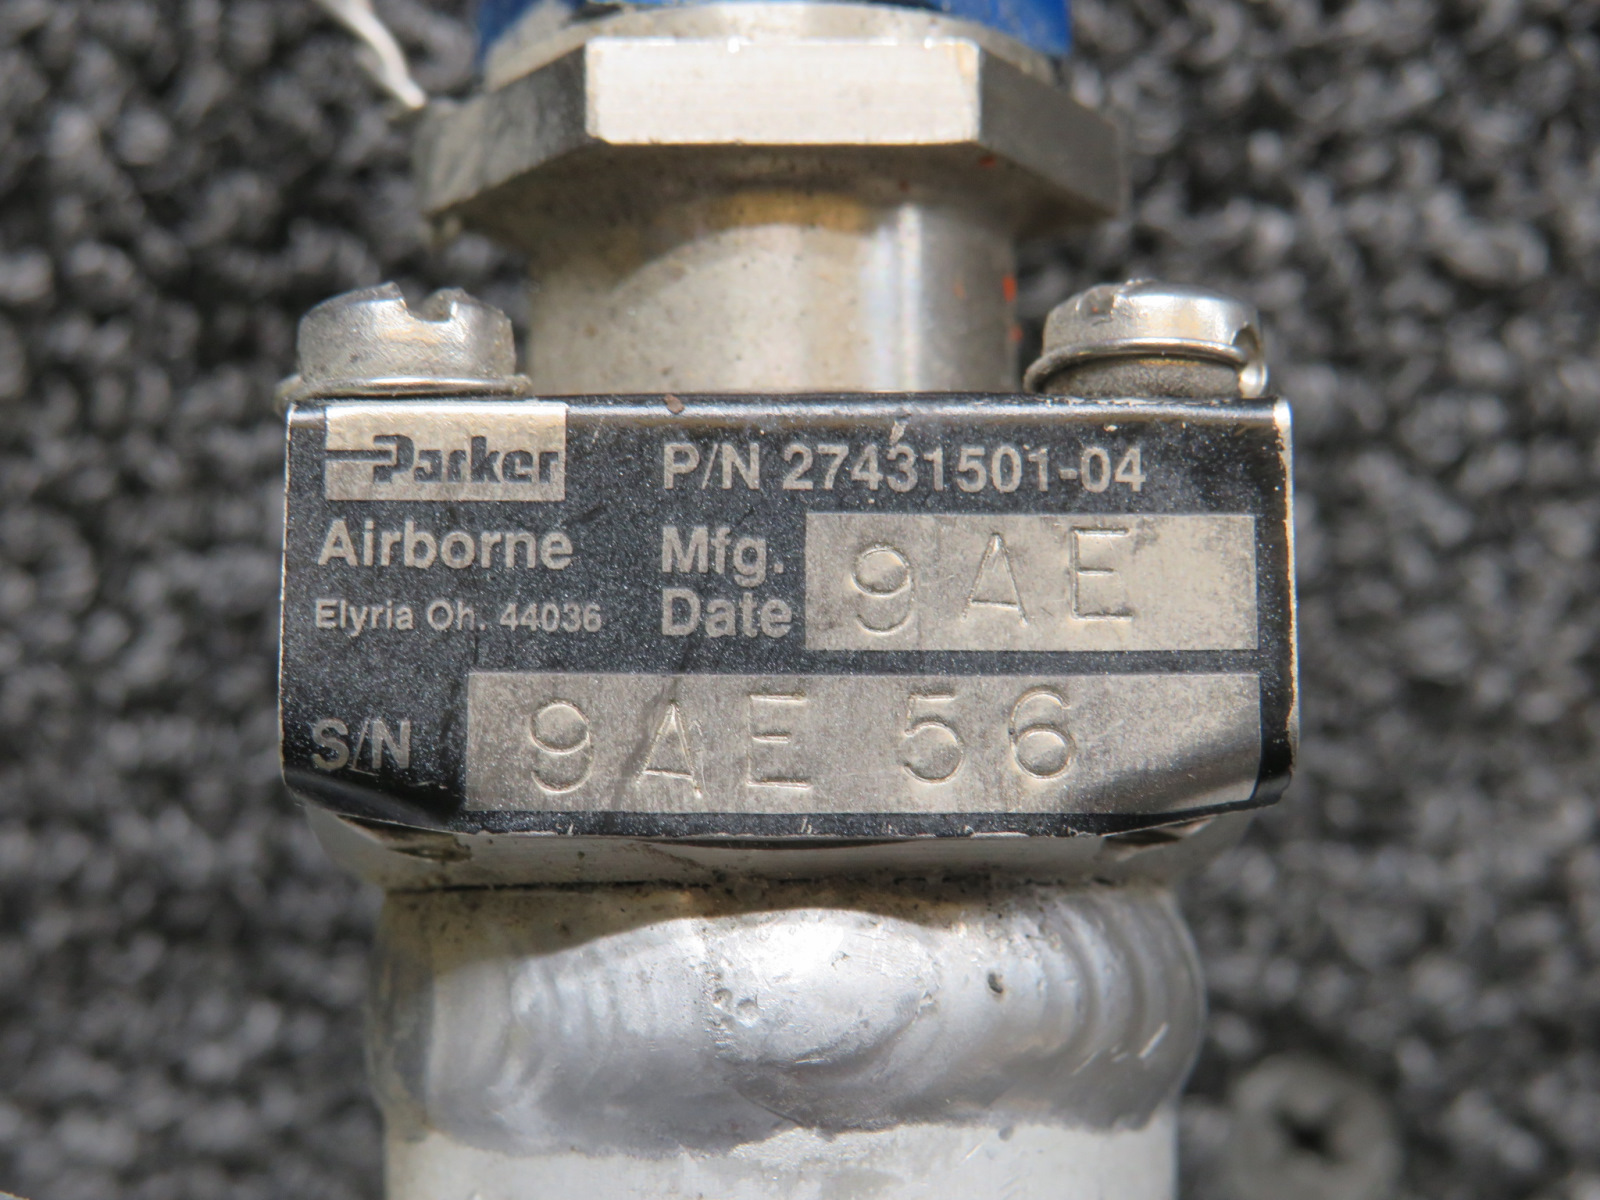 Parker
Airborne
Elyria Oh. 44036
P/N 27431501-04
Mfg.
Date 9AE
S/N 9AE 56